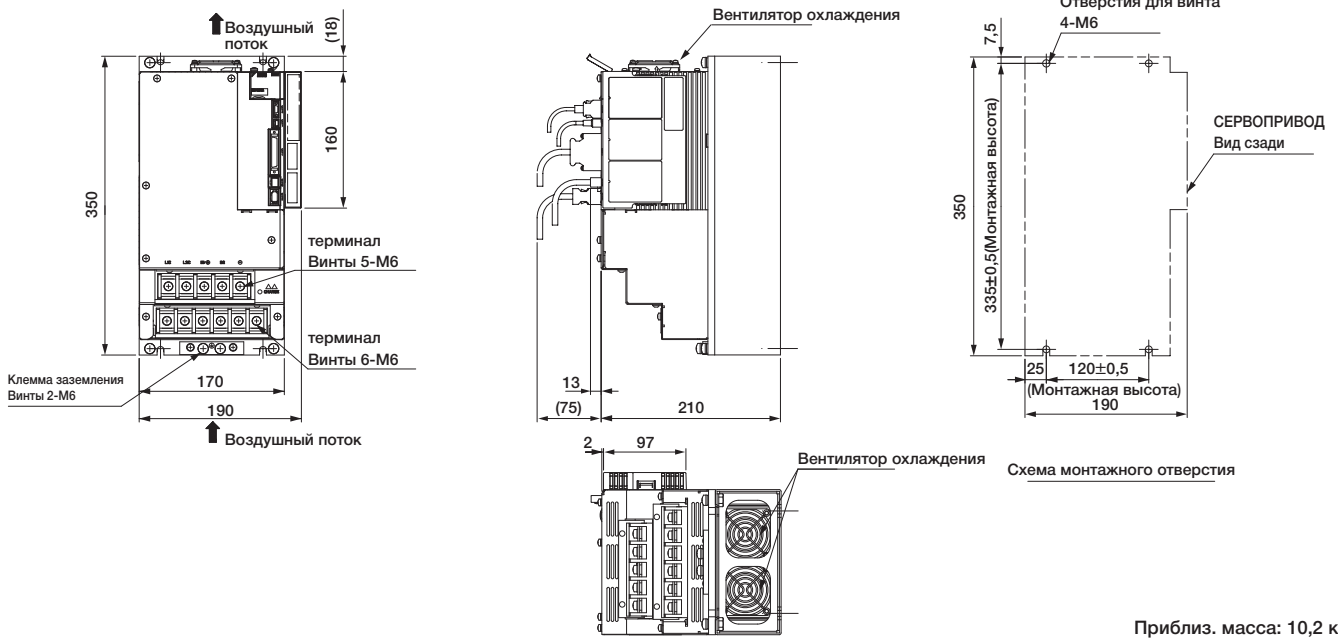 Воздушный
поток
(18)
160
350
терминал
Винты 5-М6
терминал
Винты 6-М6
Клемма заземления
Винты 2-М6
170
190
Воздушный поток
Вентилятор охлаждения
13
(75)
210
2
97
Вентилятор охлаждения
Отверстия для винта
4-М6
7,5
СЕРВОПРИВОД
Вид сзади
350
335±0,5(Монтажная высота)
25
120±0,5
(Монтажная высота)
190
Схема монтажного отверстия
Приблиз. масса: 10,2 к